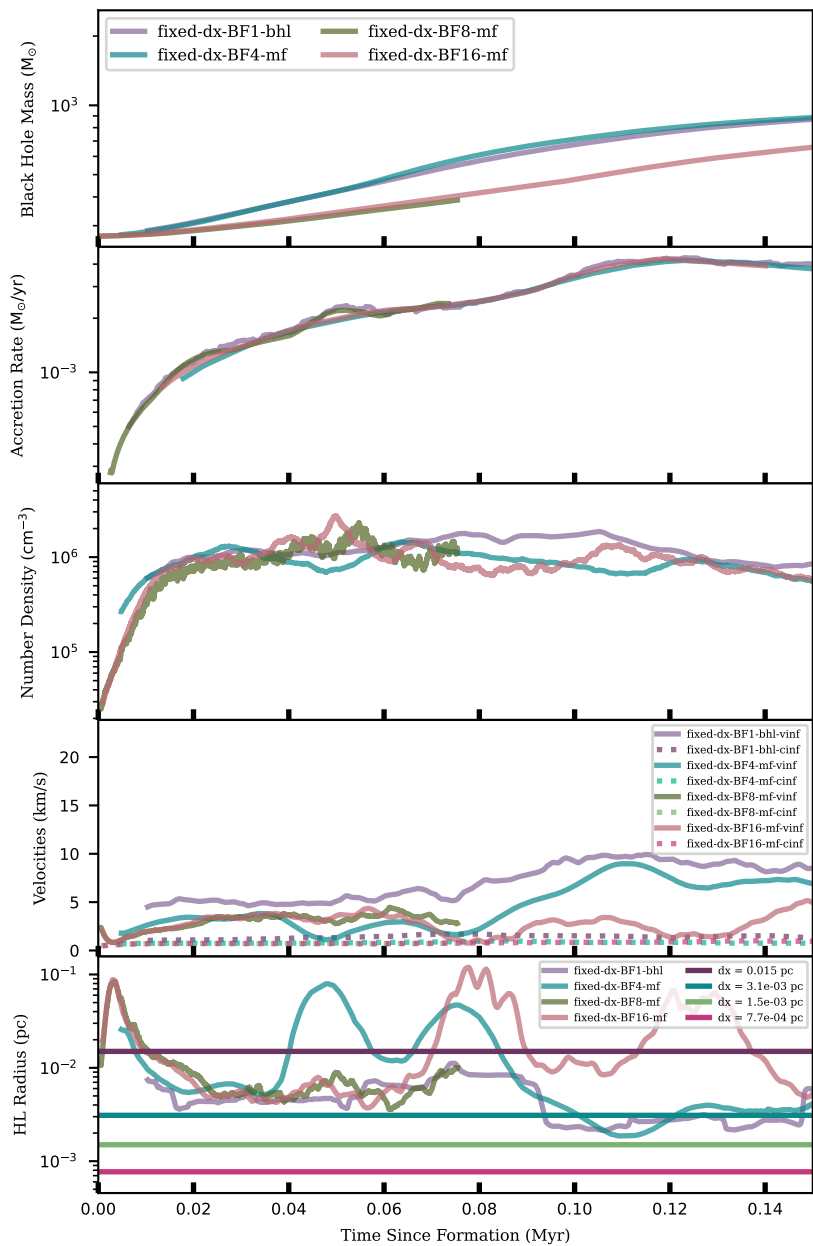 fixed-dx-BF1-bhl
fixed-dx-BF4-mf
fixed-dx-BF8-mf
fixed-dx-BF16-mf
Black Hole Mass (M☉)
10³
Accretion Rate (M☉/yr)
10⁻³
Number Density (cm⁻³)
10⁶
10⁵
Velocities (km/s)
20
15
10
5
0
fixed-dx-BF1-bhl-vinf
fixed-dx-BF1-bhl-cinf
fixed-dx-BF4-mf-vinf
fixed-dx-BF4-mf-cinf
fixed-dx-BF8-mf-vinf
fixed-dx-BF8-mf-cinf
fixed-dx-BF16-mf-vinf
fixed-dx-BF16-mf-cinf
HL Radius (pc)
10⁻¹
10⁻²
10⁻³
fixed-dx-BF1-bhl
fixed-dx-BF4-mf
fixed-dx-BF8-mf
fixed-dx-BF16-mf
dx = 0.015 pc
dx = 3.1e-03 pc
dx = 1.5e-03 pc
dx = 7.7e-04 pc
0.00 0.02 0.04 0.06 0.08 0.10 0.12 0.14
Time Since Formation (Myr)